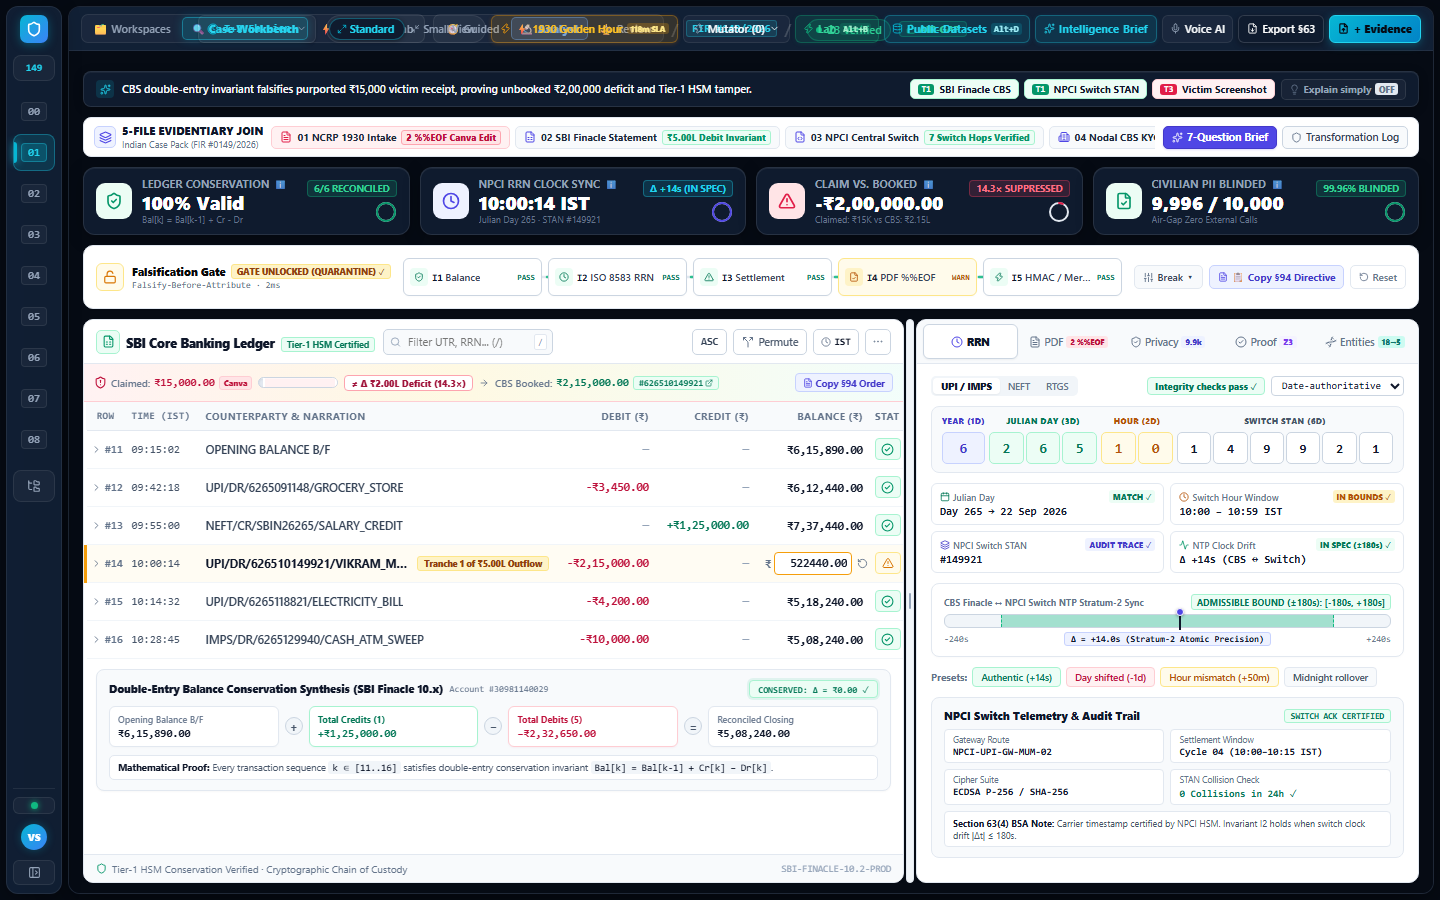 149
00
01
02
03
04
05
06
07
08
VS
Workspaces
Case Workbench
Standard
Small
Guided
1930 Golden Hour
118m SLA
Mutator (0)
Lab
Alt+B
Public Datasets
Alt+D
Intelligence Brief
Voice AI
Export §63
+ Evidence
CBS double-entry invariant falsifies purported ₹15,000 victim receipt, proving unbooked ₹2,00,000 deficit and Tier-1 HSM tamper.
T1 SBI Finacle CBS
T1 NPCI Switch STAN
T3 Victim Screenshot
Explain simply OFF
5-FILE EVIDENTIARY JOIN
Indian Case Pack (FIR #0149/2026)
01 NCRP 1930 Intake 2 %%EOF Canva Edit
02 SBI Finacle Statement ₹5.00L Debit Invariant
03 NPCI Central Switch 7 Switch Hops Verified
04 Nodal CBS KY
7-Question Brief
Transformation Log
LEDGER CONSERVATION
6/6 RECONCILED
100% Valid
Bal[k] = Bal[k-1] + Cr - Dr
NPCI RRN CLOCK SYNC
Δ +14s (IN SPEC)
10:00:14 IST
Julian Day 265 · STAN #149921
CLAIM VS. BOOKED
14.3x SUPPRESSED
-₹2,00,000.00
Claimed: ₹15K vs CBS: ₹2.15L
CIVILIAN PII BLINDED
99.96% BLINDED
9,996 / 10,000
Air-Gap Zero External Calls
Falsification Gate GATE UNLOCKED (QUARANTINE) ✓
Falsify-Before-Attribute · 2ms
I1 Balance PASS
I2 ISO 8583 RRN PASS
I3 Settlement PASS
I4 PDF %%EOF WARN
I5 HMAC / Mer... PASS
Break
Copy §94 Directive
Reset
SBI Core Banking Ledger Tier-1 HSM Certified
Filter UTR, RRN... (/) /
ASC
Permute
IST
...
Claimed: ₹15,000.00 Canva
≠ Δ ₹2.00L Deficit (14.3×)
→ CBS Booked: ₹2,15,000.00 #626510149921
Copy §94 Order
ROW TIME (IST) COUNTERPARTY & NARRATION DEBIT (₹) CREDIT (₹) BALANCE (₹) STAT
#11 09:15:02 OPENING BALANCE B/F — — ₹6,15,890.00
#12 09:42:18 UPI/DR/6265091148/GROCERY_STORE -₹3,450.00 — ₹6,12,440.00
#13 09:55:00 NEFT/CR/SBIN26265/SALARY_CREDIT — +₹1,25,000.00 ₹7,37,440.00
#14 10:00:14 UPI/DR/626510149921/VIKRAM_M... Tranche 1 of ₹5.00L Outflow -₹2,15,000.00 — ₹ 522440.00
#15 10:14:32 UPI/DR/6265118821/ELECTRICITY_BILL -₹4,200.00 — ₹5,18,240.00
#16 10:28:45 IMPS/DR/6265129940/CASH_ATM_SWEEP -₹10,000.00 — ₹5,08,240.00
Double-Entry Balance Conservation Synthesis (SBI Finacle 10.x) Account #30981140029
CONSERVED: Δ = ₹0.00 ✓
Opening Balance B/F
₹6,15,890.00
+
Total Credits (1)
+₹1,25,000.00
−
Total Debits (5)
−₹2,32,650.00
=
Reconciled Closing
₹5,08,240.00
Mathematical Proof: Every transaction sequence k ∈ [11..16] satisfies double-entry conservation invariant Bal[k] = Bal[k-1] + Cr[k] − Dr[k] .
Tier-1 HSM Conservation Verified · Cryptographic Chain of Custody
SBI-FINACLE-10.2-PROD
RRN
PDF 2 %%EOF
Privacy 9.9k
Proof Z3
Entities 18→5
UPI / IMPS NEFT RTGS
Integrity checks pass ✓
Date-authoritative
YEAR (1D) JULIAN DAY (3D) HOUR (2D) SWITCH STAN (6D)
6 2 6 5 1 0 1 4 9 9 2 1
Julian Day MATCH ✓
Day 265 → 22 Sep 2026
Switch Hour Window IN BOUNDS ✓
10:00 – 10:59 IST
NPCI Switch STAN AUDIT TRACE ✓
#149921
NTP Clock Drift IN SPEC (±180s) ✓
Δ +14s (CBS ↔ Switch)
CBS Finacle ↔ NPCI Switch NTP Stratum-2 Sync
ADMISSIBLE BOUND (±180s): [-180s, +180s]
-240s
Δ = +14.0s (Stratum-2 Atomic Precision)
+240s
Presets: Authentic (+14s) Day shifted (-1d) Hour mismatch (+50m) Midnight rollover
NPCI Switch Telemetry & Audit Trail
SWITCH ACK CERTIFIED
Gateway Route
NPCI-UPI-GW-MUM-02
Settlement Window
Cycle 04 (10:00–10:15 IST)
Cipher Suite
ECDSA P-256 / SHA-256
STAN Collision Check
0 Collisions in 24h ✓
Section 63(4) BSA Note: Carrier timestamp certified by NPCI HSM. Invariant I2 holds when switch clock
drift |Δt| ≤ 180s.